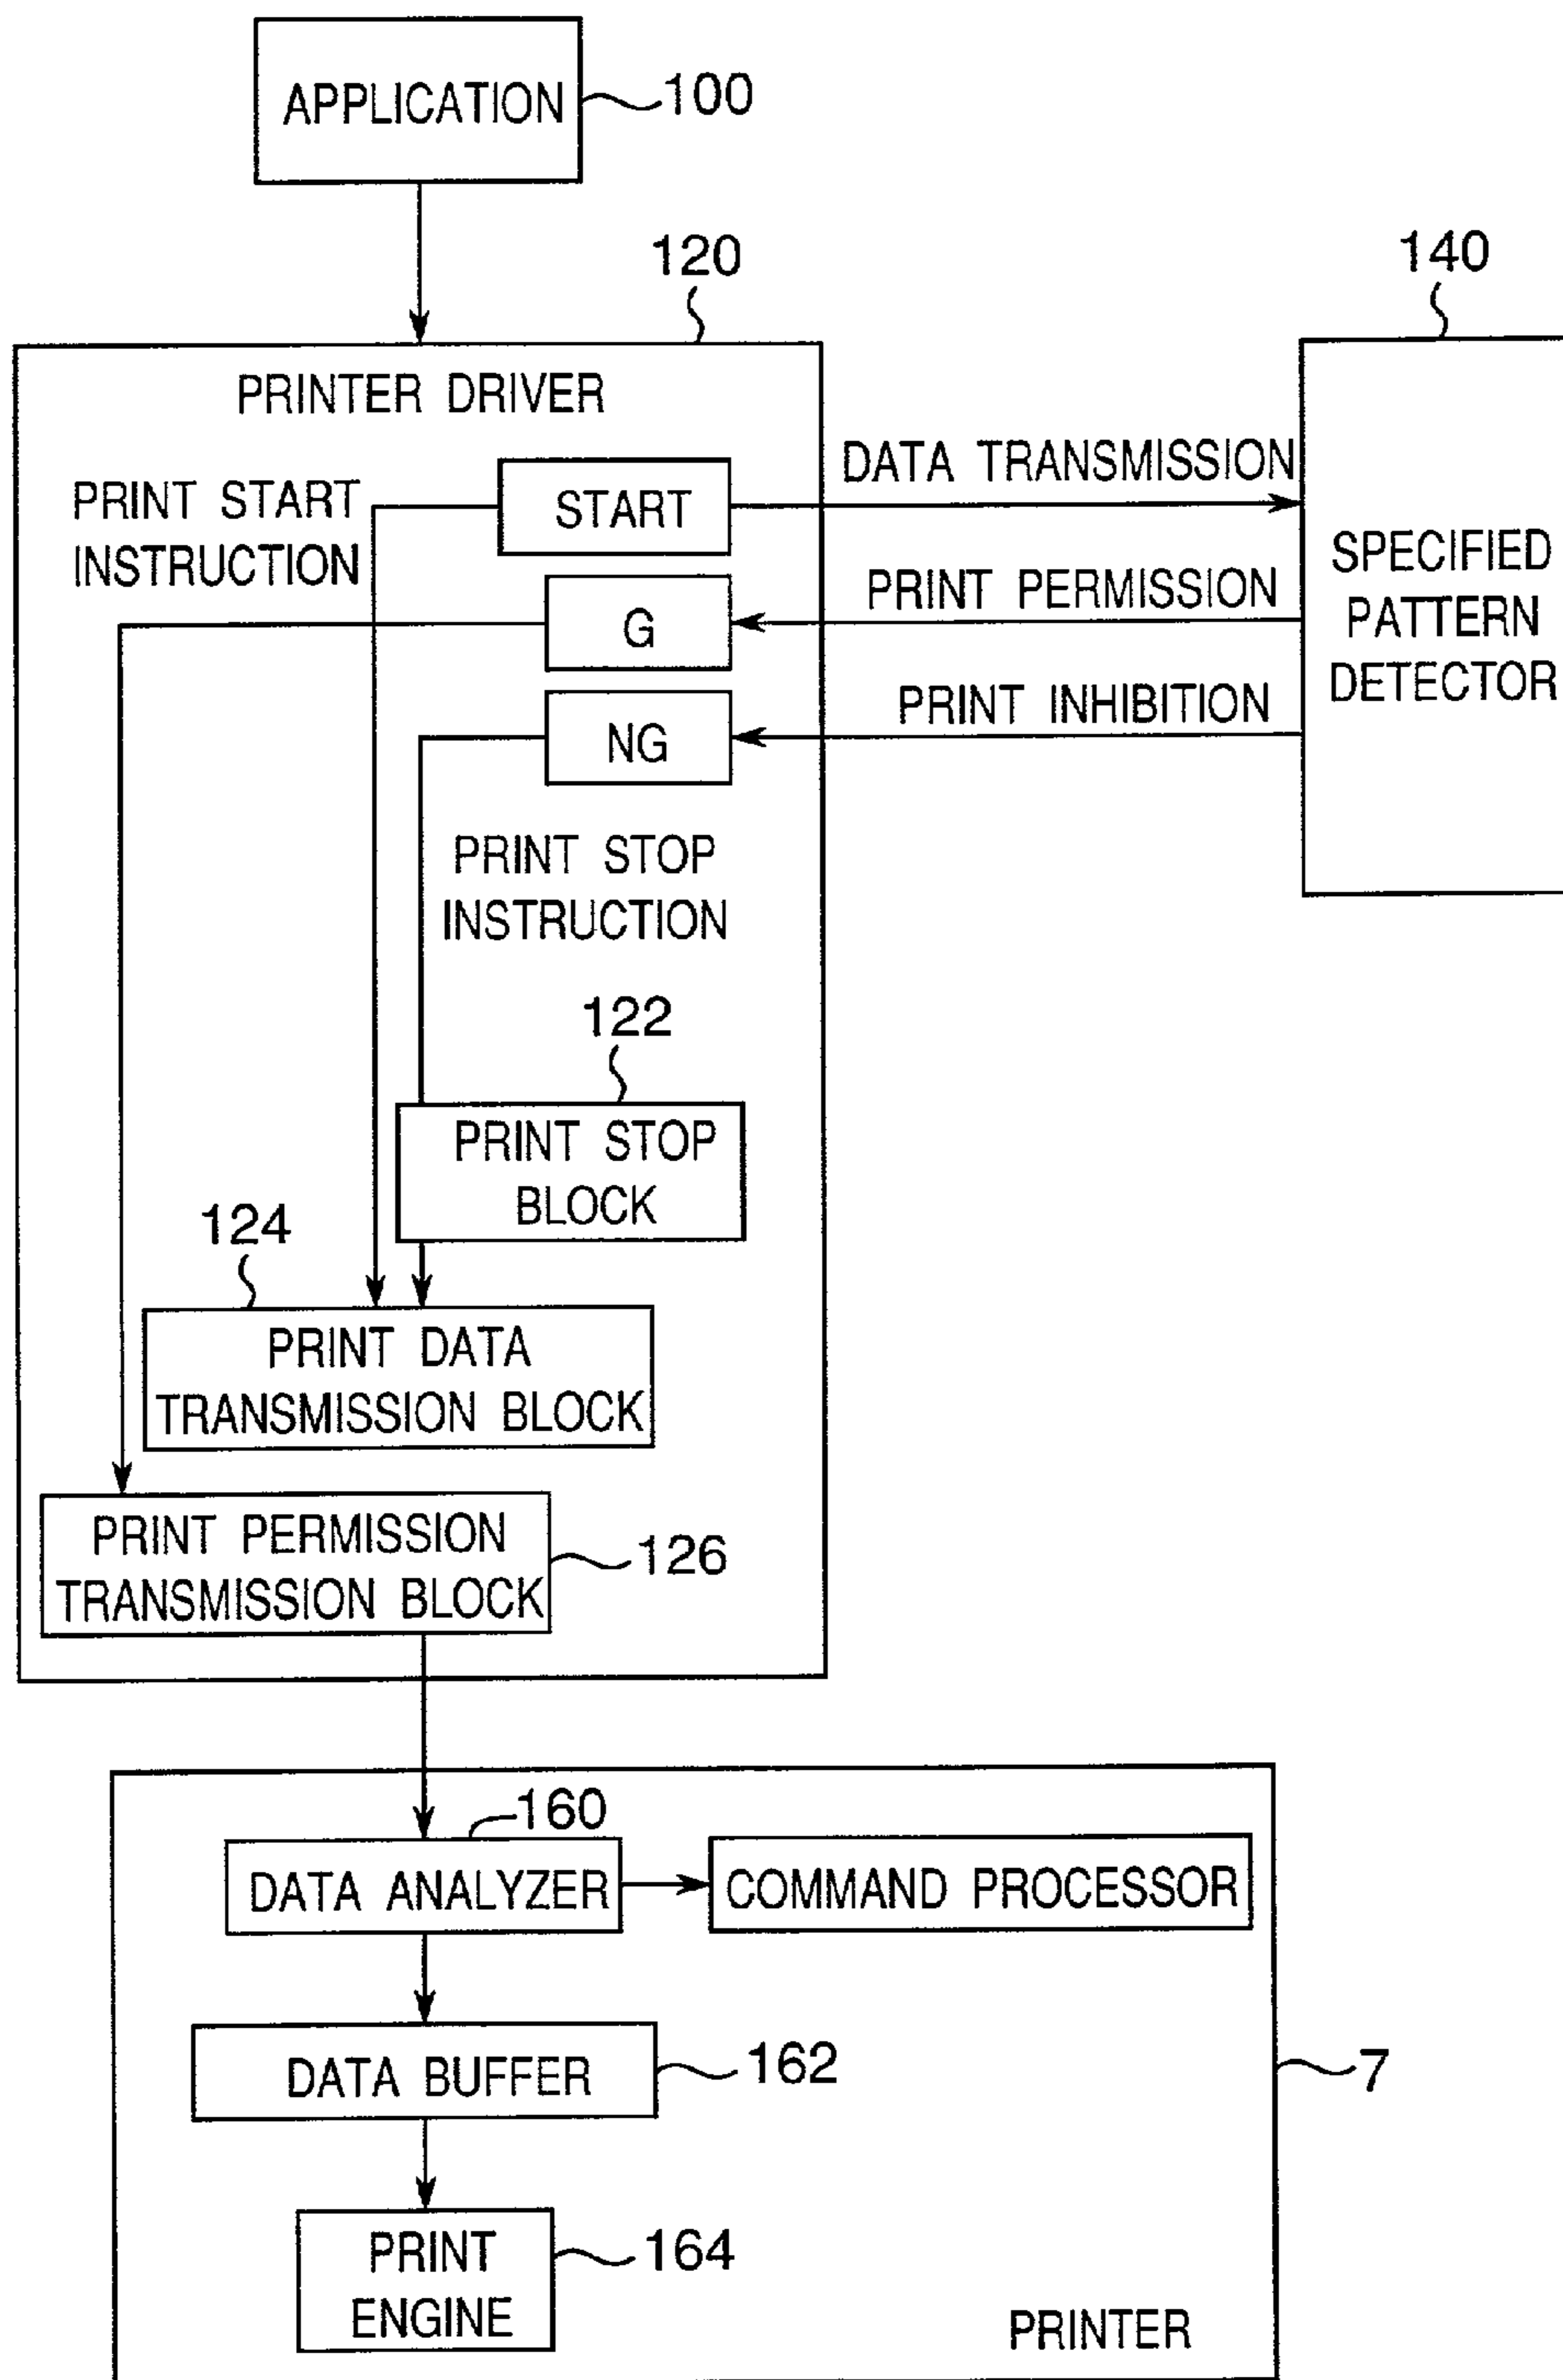 APPLICATION
100
120
140
PRINTER DRIVER
START
DATA TRANSMISSION
PRINT START
INSTRUCTION
G
PRINT PERMISSION
NG
PRINT INHIBITION
SPECIFIED
PATTERN
DETECTOR
PRINT STOP
INSTRUCTION
122
PRINT STOP
BLOCK
124
PRINT DATA
TRANSMISSION BLOCK
PRINT PERMISSION
TRANSMISSION BLOCK
126
160
DATA ANALYZER
COMMAND PROCESSOR
DATA BUFFER
162
7
PRINT
ENGINE
164
PRINTER